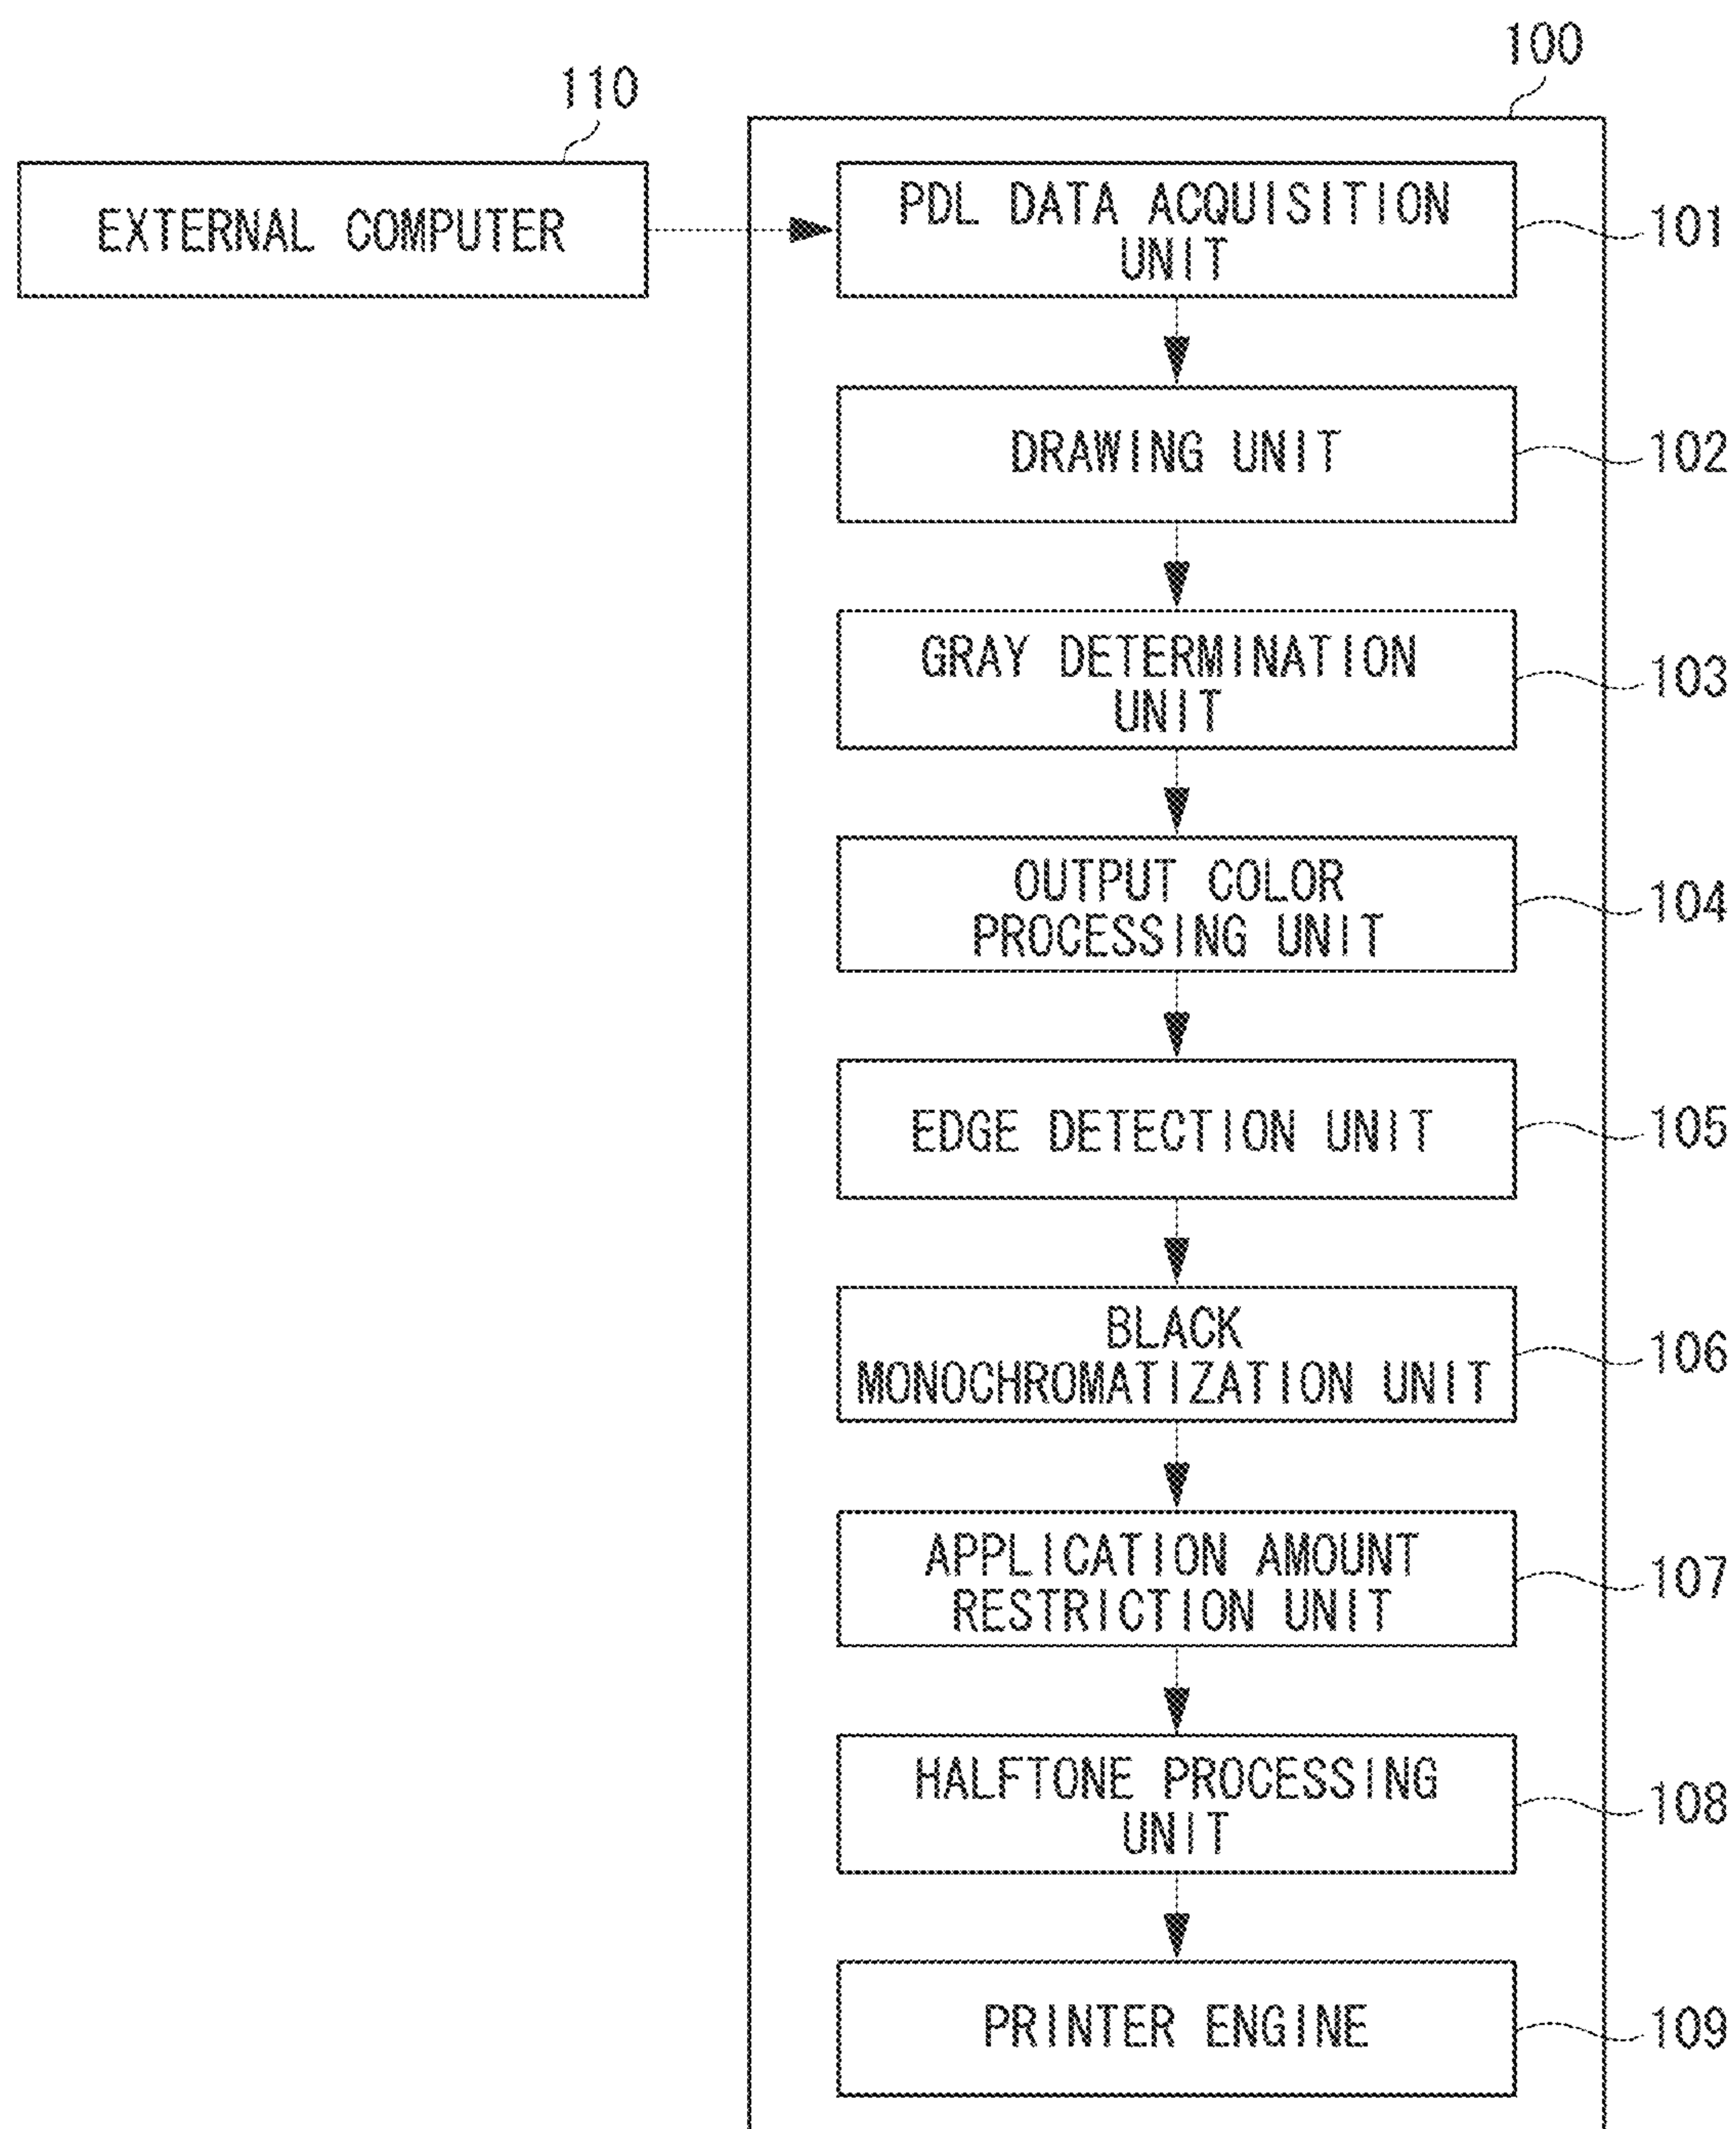 100
110
EXTERNAL COMPUTER
PDL DATA ACQUISITION
UNIT
101
DRAWING UNIT
102
GRAY DETERMINATION
UNIT
103
OUTPUT COLOR
PROCESSING UNIT
104
EDGE DETECTION UNIT
105
BLACK
MONOCHROMATIZATION UNIT
106
APPLICATION AMOUNT
RESTRICTION UNIT
107
HALFTONE PROCESSING
UNIT
108
PRINTER ENGINE
109